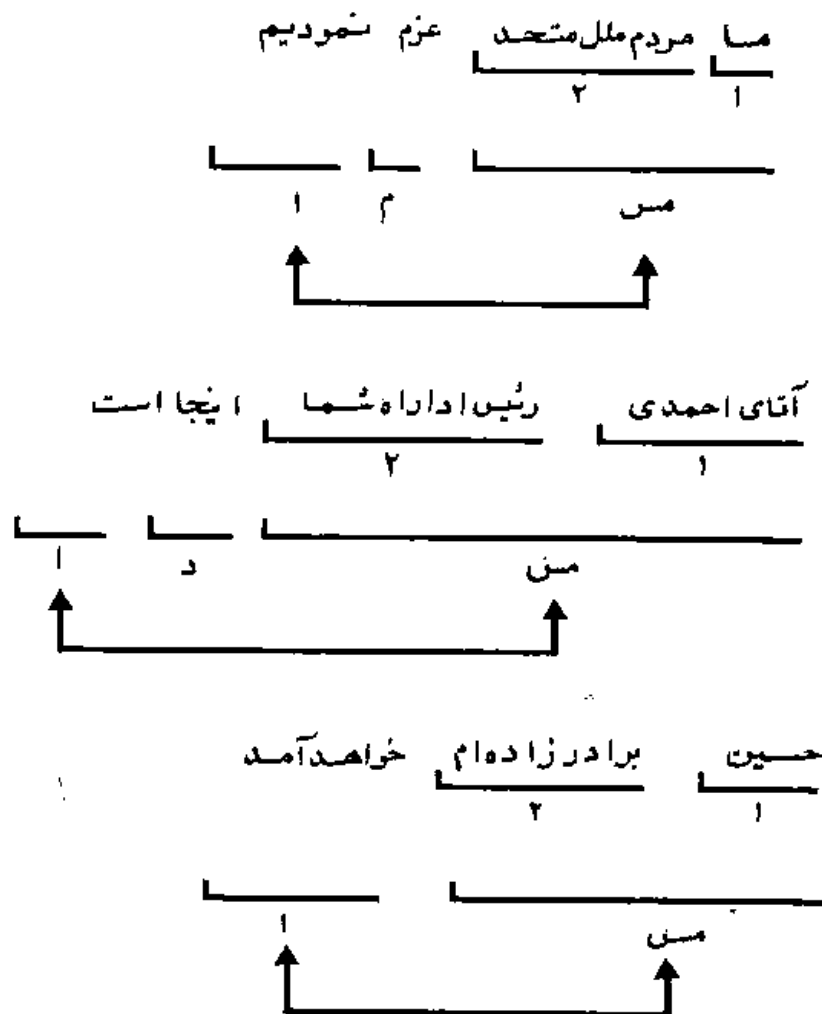 ما مردم ملل متحد عزم نمودیم
۱ ۲
مس م ا
آقای احمدی رئیس اداره شما اینجا است
۱ ۲
مس د ا
حسین برادرزاده‌ام خواهد آمد
۱ ۲
مس ا